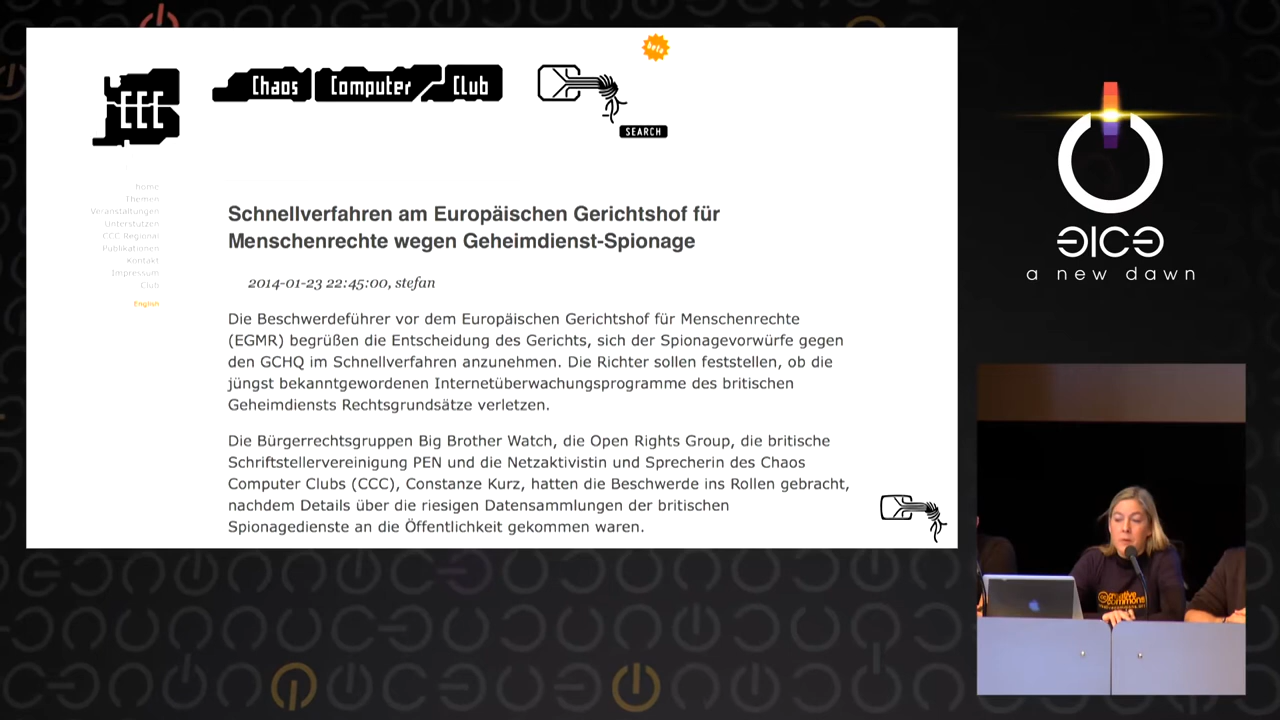 beta
CCC
Chaos Computer Club
SEARCH
home
Themen
Veranstaltungen
Unterstützen
CCC Regional
Publikationen
Kontakt
Impressum
Club
English
Schnellverfahren am Europäischen Gerichtshof für
Menschenrechte wegen Geheimdienst-Spionage
2014-01-23 22:45:00, stefan
Die Beschwerdeführer vor dem Europäischen Gerichtshof für Menschenrechte
(EGMR) begrüßen die Entscheidung des Gerichts, sich der Spionagevorwürfe gegen
den GCHQ im Schnellverfahren anzunehmen. Die Richter sollen feststellen, ob die
jüngst bekanntgewordenen Internetüberwachungsprogramme des britischen
Geheimdiensts Rechtsgrundsätze verletzen.
Die Bürgerrechtsgruppen Big Brother Watch, die Open Rights Group, die britische
Schriftstellervereinigung PEN und die Netzaktivistin und Sprecherin des Chaos
Computer Clubs (CCC), Constanze Kurz, hatten die Beschwerde ins Rollen gebracht,
nachdem Details über die riesigen Datensammlungen der britischen
Spionagedienste an die Öffentlichkeit gekommen waren.
a new dawn
creative
commons